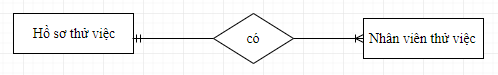 Hồ sơ thử việc
có
Nhân viên thử việc